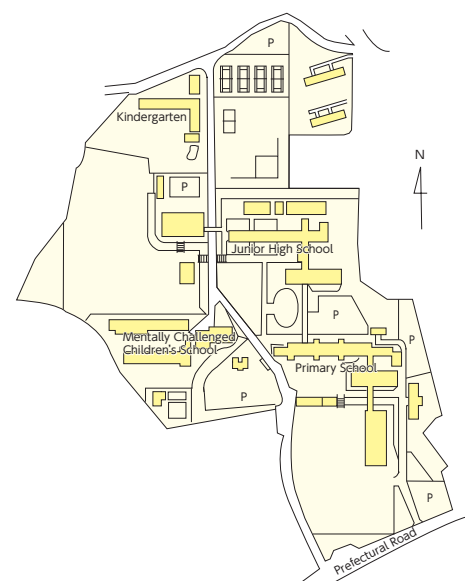 P
Kindergarten
N
P
Junior High School
P
Mentally Challenged
Children's School
P
Primary School
P
P
Prefectural Road